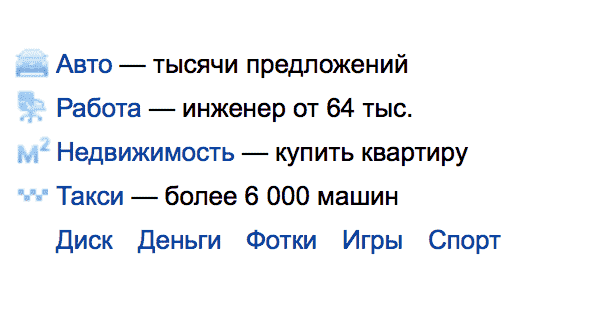 Авто — тысячи предложений
Работа — инженер от 64 тыс.
м² Недвижимость — купить квартиру
Такси — более 6 000 машин
Диск Деньги Фотки Игры Спорт